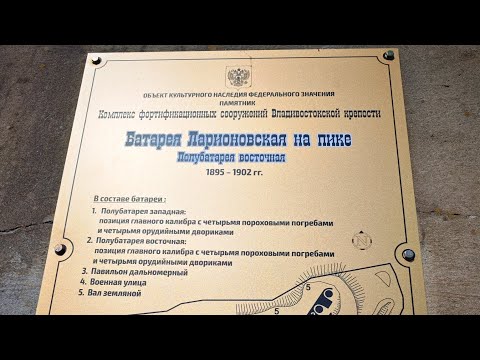 ОБЪЕКТ КУЛЬТУРНОГО НАСЛЕДИЯ ФЕДЕРАЛЬНОГО ЗНАЧЕНИЯ
ПАМЯТНИК
Комплекс фортификационных сооружений Владивостокской крепости
Батарея Ларионовская на пике
Полубатарея восточная
1895 – 1902 гг.
В составе батареи:
1. Полубатарея западная:
позиция главного калибра с четырьмя пороховыми погребами
и четырьмя орудийными двориками
2. Полубатарея восточная:
позиция главного калибра с четырьмя пороховыми погребами
и четырьмя орудийными двориками
3. Павильон дальномерный
4. Военная улица
5. Вал земляной
N
5
5